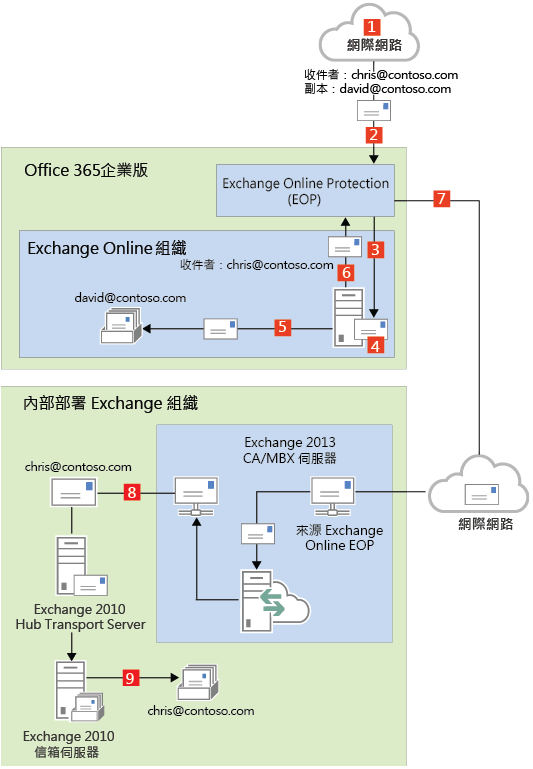 1
網際網路
收件者：chris@contoso.com
副本：david@contoso.com
2
Office 365企業版
Exchange Online Protection
(EOP)
7
Exchange Online 組織
3
收件者：chris@contoso.com
6
david@contoso.com
5
4
內部部署 Exchange 組織
Exchange 2013
CA/MBX 伺服器
chris@contoso.com
8
來源 Exchange
Online EOP
網際網路
Exchange 2010
Hub Transport Server
9
chris@contoso.com
Exchange 2010
信箱伺服器